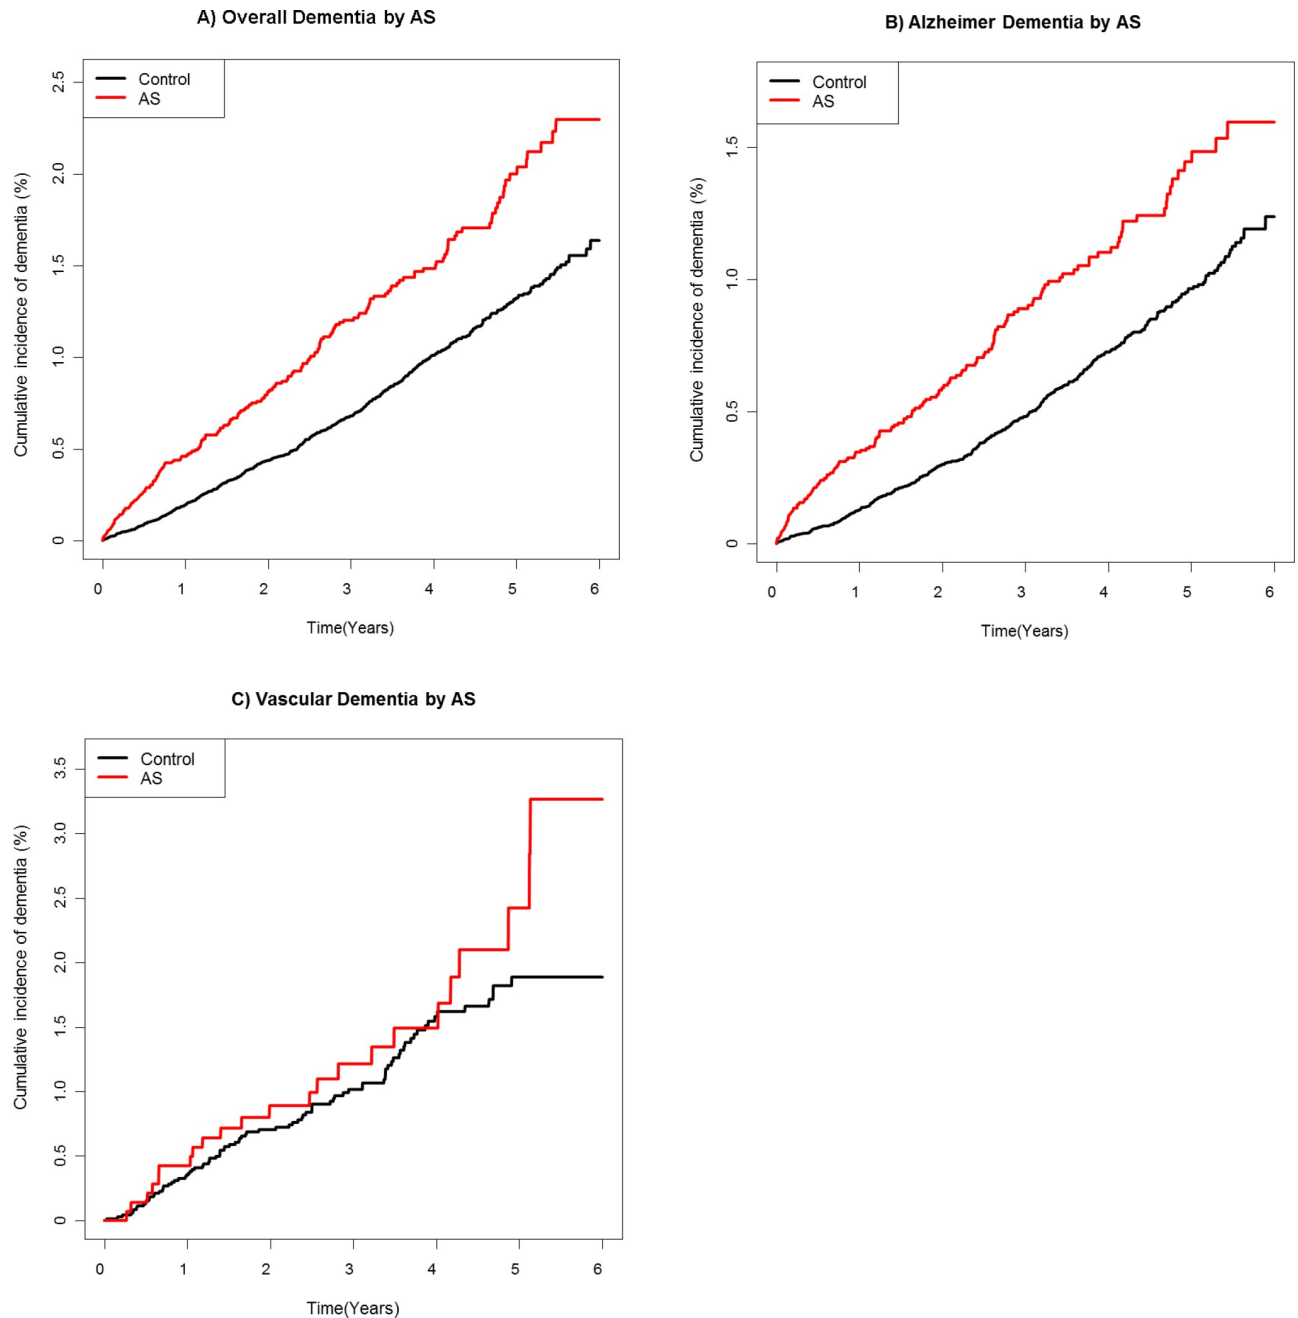 A) Overall Dementia by AS
Control
AS
Cumulative incidence of dementia (%)
2.5
2.0
1.5
1.0
0.5
0
0 1 2 3 4 5 6
Time(Years)
B) Alzheimer Dementia by AS
Control
AS
Cumulative incidence of dementia (%)
1.5
1.0
0.5
0
0 1 2 3 4 5 6
Time(Years)
C) Vascular Dementia by AS
Control
AS
Cumulative incidence of dementia (%)
3.5
3.0
2.5
2.0
1.5
1.0
0.5
0
0 1 2 3 4 5 6
Time(Years)